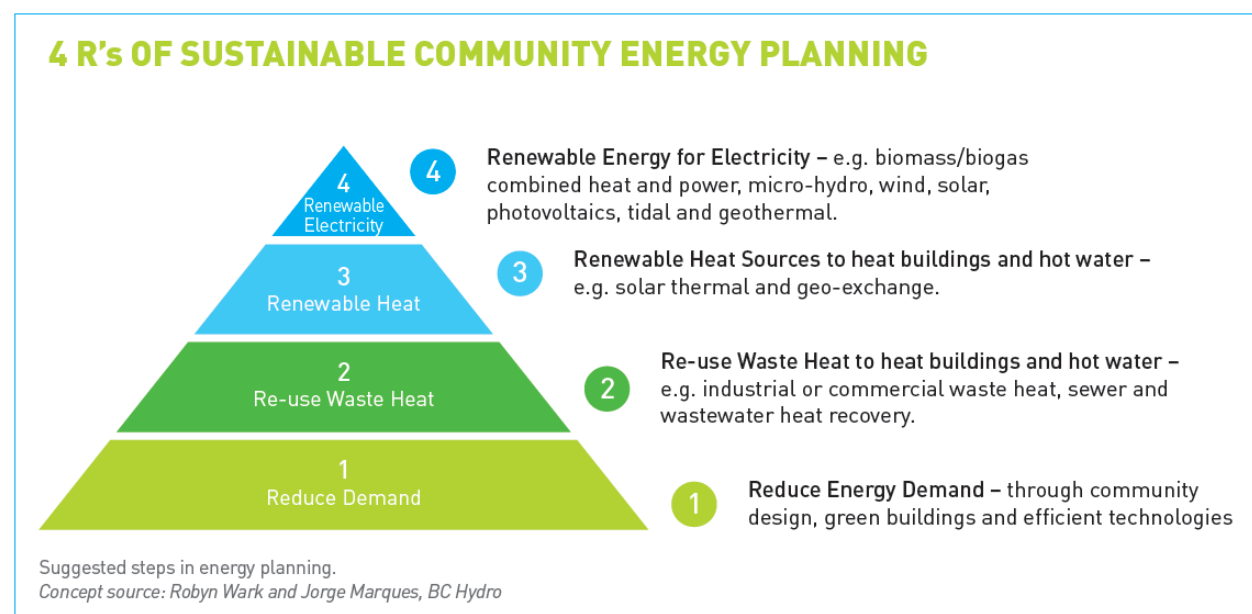 4 R's OF SUSTAINABLE COMMUNITY ENERGY PLANNING
4
Renewable
Electricity
4
Renewable Energy for Electricity – e.g. biomass/biogas
combined heat and power, micro-hydro, wind, solar,
photovoltaics, tidal and geothermal.
3
Renewable Heat
3
Renewable Heat Sources to heat buildings and hot water –
e.g. solar thermal and geo-exchange.
2
Re-use Waste Heat
2
Re-use Waste Heat to heat buildings and hot water –
e.g. industrial or commercial waste heat, sewer and
wastewater heat recovery.
1
Reduce Demand
1
Reduce Energy Demand – through community
design, green buildings and efficient technologies
Suggested steps in energy planning.
Concept source: Robyn Wark and Jorge Marques, BC Hydro